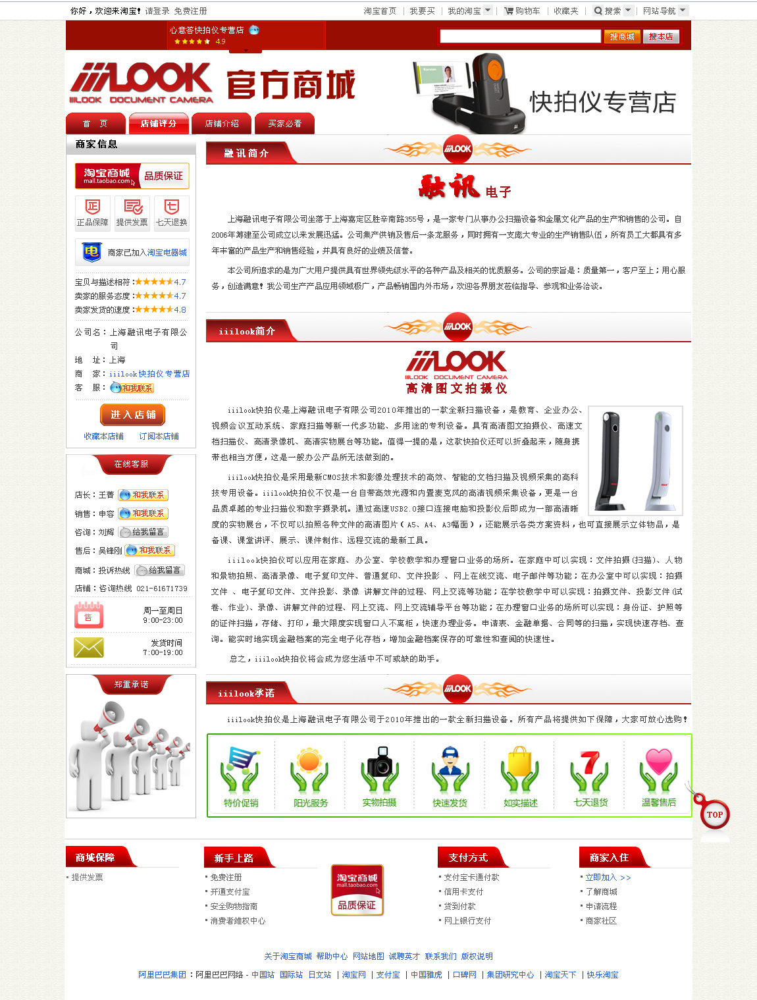 你好，欢迎来淘宝！ 请登录 免费注册 淘宝首页 | 我要买 | 我的淘宝 | 购物车 | 收藏夹 | 搜索 | 网站导航
心意答快拍仪专营店
4.9
搜商城 搜本店
iiiLOOK 官方商城
IIILOOK DOCUMENT CAMERA
快拍仪专营店
首 页 店铺评分 店铺介绍 买家必看
商家信息
淘宝商城
mall.taobao.com
品质保证
正品保障 提供发票 七天退换
商家已加入淘宝电器城
宝贝与描述相符：4.7
卖家的服务态度：4.7
卖家发货的速度：4.8
公司名：上海融讯电子有限公
司
地 址：上海
商 家：iiilook快拍仪专营店
客 服：和我联系
进入店铺
收藏本店铺 订阅本店铺
在线客服
店长：王菁 和我联系
销售：申容 和我联系
咨询：刘辉 给我留言
售后：吴锋刚 和我联系
商城：投诉热线 给我留言
店铺：咨询热线 021-61671739
售
周一至周日
9:00-23:00
发货时间
7:00-19:00
郑重承诺
融讯简介
iiiLOOK
融讯 电子
上海融讯电子有限公司坐落于上海嘉定区胜辛南路355号，是一家专门从事办公扫描设备和金属文化产品的生产和销售的公司。自
2006年筹建至公司成立以来发展迅猛。公司集产供销及售后一条龙服务，同时拥有一支庞大专业的生产销售队伍，所有员工大都具有多
年丰富的产品生产和销售经验，并具有良好的业绩及信誉。
本公司所追求的是为广大用户提供具有世界领先级水平的各种产品及相关的优质服务。公司的宗旨是：质量第一，客户至上；用心服
务，创造满意！我公司生产产品应用领域极广，产品畅销国内外市场，欢迎各界朋友莅临指导、参观和业务洽谈。
iiilook简介
iiiLOOK
iiiLOOK
IIILOOK DOCUMENT CAMERA
高清图文拍摄仪
iiilook快拍仪是上海融讯电子有限公司2010年推出的一款全新扫描设备，是教育、企业办公、
视频会议互动系统、家庭扫描等新一代多功能、多用途的专利设备。具有高清图文拍摄仪、高速文
档扫描仪、高清录像机、高清实物展台等功能。值得一提的是，这款快拍仪还可以折叠起来，随身携
带也相当方便，这是一般办公产品所无法做到的。
iiilook快拍仪是采用最新CMOS技术和影像处理技术的高效、智能的文档扫描及视频采集的高科
技专用设备。iiilook快拍仪不仅是一台自带高效光源和内置麦克风的高清视频采集设备，更是一台
品质卓越的专业扫描仪和数字摄录机。通过高速USB2.0接口连接电脑和投影仪后即成为一部高清晰
度的实物展台，不仅可以拍照各种文件的高清图片（A5、A4、A3幅面），还能展示各类方案资料，也可直接展示立体物品，是
备课、课堂讲评、展示、课件制作、远程交流的最新工具。
iiilook快拍仪可以应用在家庭、办公室、学校教学和办理窗口业务的场所。在家庭中可以实现：文件拍摄(扫描)、人物
和景物拍照、高清录像、电子复印文件、普通复印、文件投影 、网上在线交流、电子邮件等功能；在办公室中可以实现：拍摄
文件 、电子复印文件、文件投影、录像 讲解文件的过程、网上交流等功能；在学校教学中可以实现：拍摄文件、投影文件(试
卷、作业)、录像、讲解文件的过程、网上交流、网上交流辅导平台等功能；在办理窗口业务的场所可以实现：身份证、护照等
的证件扫描，存储、打印，最大限度实现窗口人不离柜，快速办理业务。申请表、金融单据、合同等的扫描，实现快速存档、查
询。能实时地实现金融档案的完全电子化存档，增加金融档案保存的可靠性和查阅的快速性。
总之，iiilook快拍仪将会成为您生活中不可或缺的助手。
iiilook承诺
iiiLOOK
iiilook快拍仪是上海融讯电子有限公司于2010年推出的一款全新扫描设备。所有产品将提供如下保障，大家可放心选购！
7
特价促销 阳光服务 实物拍摄 快速发货 如实描述 七天退货 温馨售后
TOP
商城保障
提供发票
新手上路
免费注册
开通支付宝
安全购物指南
消费者维权中心
淘宝商城
mall.taobao.com
品质保证
支付方式
支付宝卡通付款
信用卡支付
货到付款
网上银行支付
商家入住
立即加入 >>
了解商城
申请流程
商家社区
关于淘宝商城 帮助中心 网站地图 诚聘英才 联系我们 版权说明
阿里巴巴集团：阿里巴巴网络 - 中国站 国际站 日文站 | 淘宝网 | 支付宝 | 中国雅虎 | 口碑网 | 集团研究中心 | 淘宝天下 | 快乐淘宝